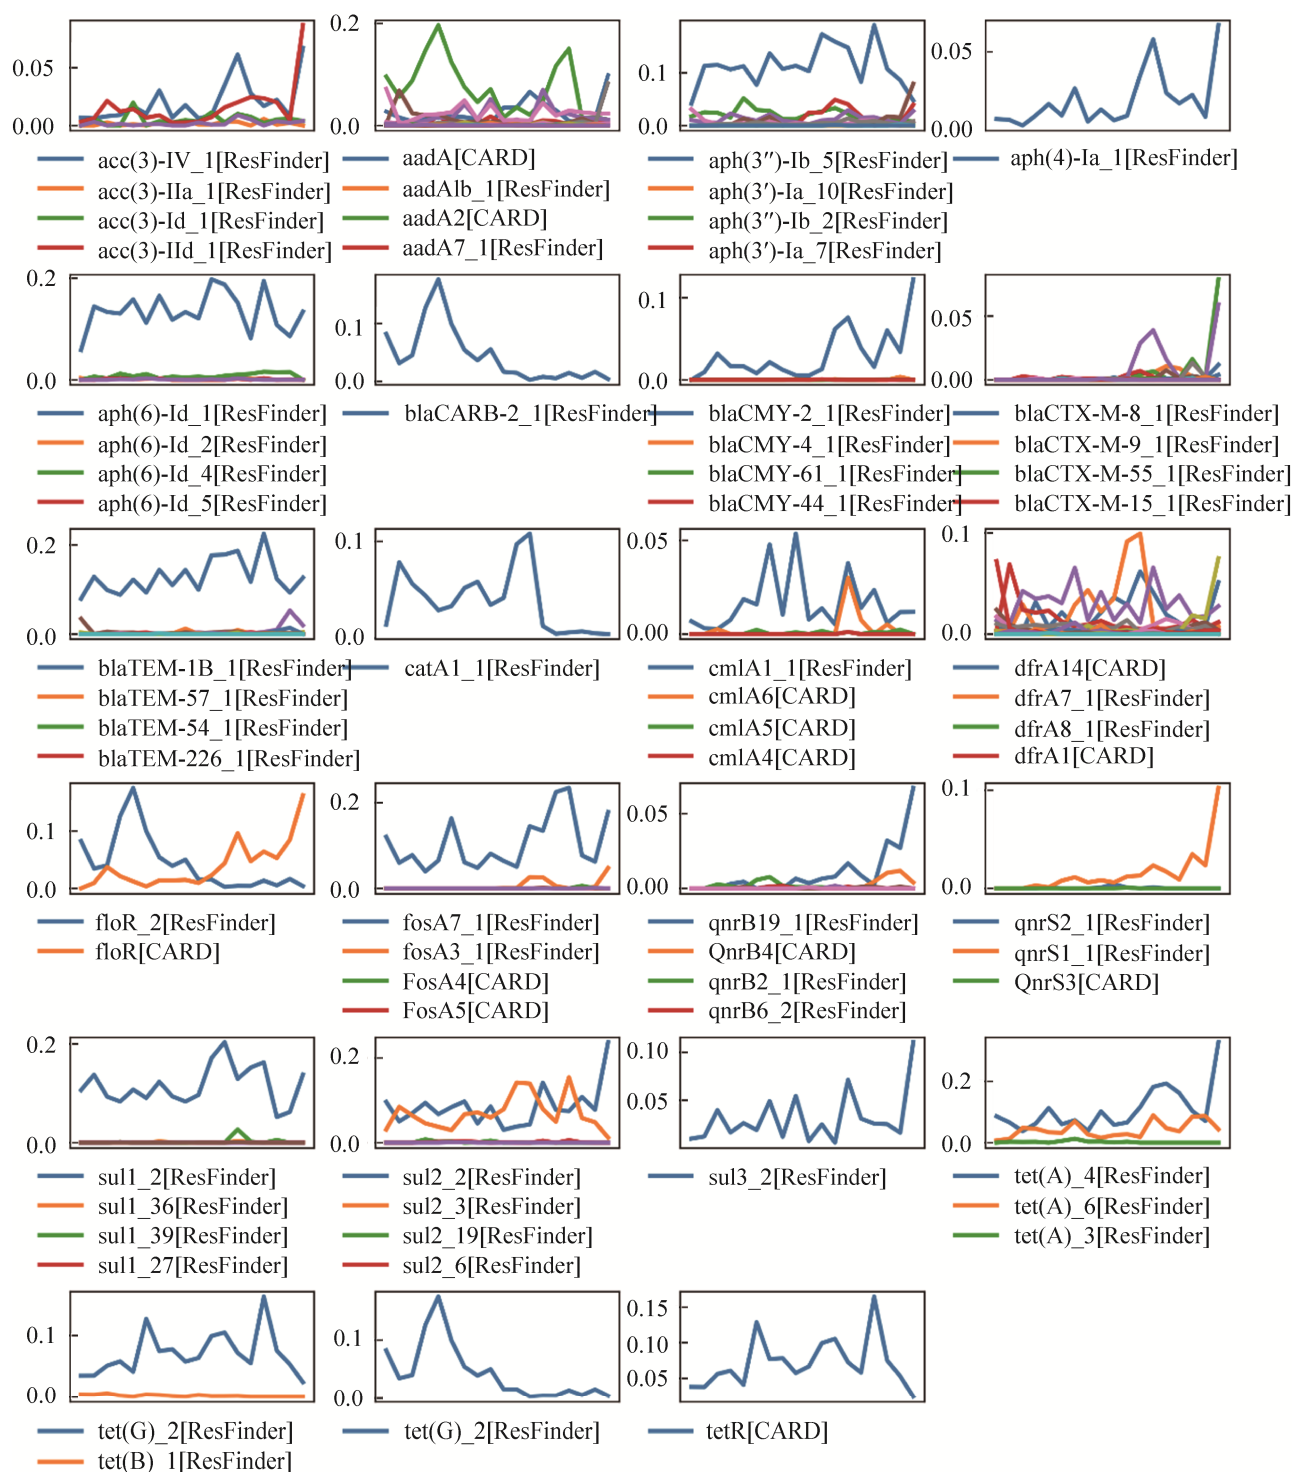 0.05
0.00
acc(3)-IV_1[ResFinder]
acc(3)-IIa_1[ResFinder]
acc(3)-Id_1[ResFinder]
acc(3)-IId_1[ResFinder]
0.2
0.0
aadA[CARD]
aadAlb_1[ResFinder]
aadA2[CARD]
aadA7_1[ResFinder]
0.1
0.0
aph(3″)-Ib_5[ResFinder]
aph(3′)-Ia_10[ResFinder]
aph(3″)-Ib_2[ResFinder]
aph(3′)-Ia_7[ResFinder]
0.05
0.00
aph(4)-Ia_1[ResFinder]
0.2
0.0
aph(6)-Id_1[ResFinder]
aph(6)-Id_2[ResFinder]
aph(6)-Id_4[ResFinder]
aph(6)-Id_5[ResFinder]
0.1
0.0
blaCARB-2_1[ResFinder]
0.1
0.0
blaCMY-2_1[ResFinder]
blaCMY-4_1[ResFinder]
blaCMY-61_1[ResFinder]
blaCMY-44_1[ResFinder]
0.05
0.00
blaCTX-M-8_1[ResFinder]
blaCTX-M-9_1[ResFinder]
blaCTX-M-55_1[ResFinder]
blaCTX-M-15_1[ResFinder]
0.2
0.0
blaTEM-1B_1[ResFinder]
blaTEM-57_1[ResFinder]
blaTEM-54_1[ResFinder]
blaTEM-226_1[ResFinder]
0.1
0.0
catA1_1[ResFinder]
0.05
0.00
cmlA1_1[ResFinder]
cmlA6[CARD]
cmlA5[CARD]
cmlA4[CARD]
0.1
0.0
dfrA14[CARD]
dfrA7_1[ResFinder]
dfrA8_1[ResFinder]
dfrA1[CARD]
0.1
0.0
floR_2[ResFinder]
floR[CARD]
0.2
0.0
fosA7_1[ResFinder]
fosA3_1[ResFinder]
FosA4[CARD]
FosA5[CARD]
0.05
0.00
qnrB19_1[ResFinder]
QnrB4[CARD]
qnrB2_1[ResFinder]
qnrB6_2[ResFinder]
0.1
0.0
qnrS2_1[ResFinder]
qnrS1_1[ResFinder]
QnrS3[CARD]
0.2
0.0
sul1_2[ResFinder]
sul1_36[ResFinder]
sul1_39[ResFinder]
sul1_27[ResFinder]
0.2
0.0
sul2_2[ResFinder]
sul2_3[ResFinder]
sul2_19[ResFinder]
sul2_6[ResFinder]
0.10
0.05
sul3_2[ResFinder]
0.2
0.0
tet(A)_4[ResFinder]
tet(A)_6[ResFinder]
tet(A)_3[ResFinder]
0.1
0.0
tet(G)_2[ResFinder]
tet(B)_1[ResFinder]
0.1
0.0
tet(G)_2[ResFinder]
0.15
0.10
0.05
tetR[CARD]